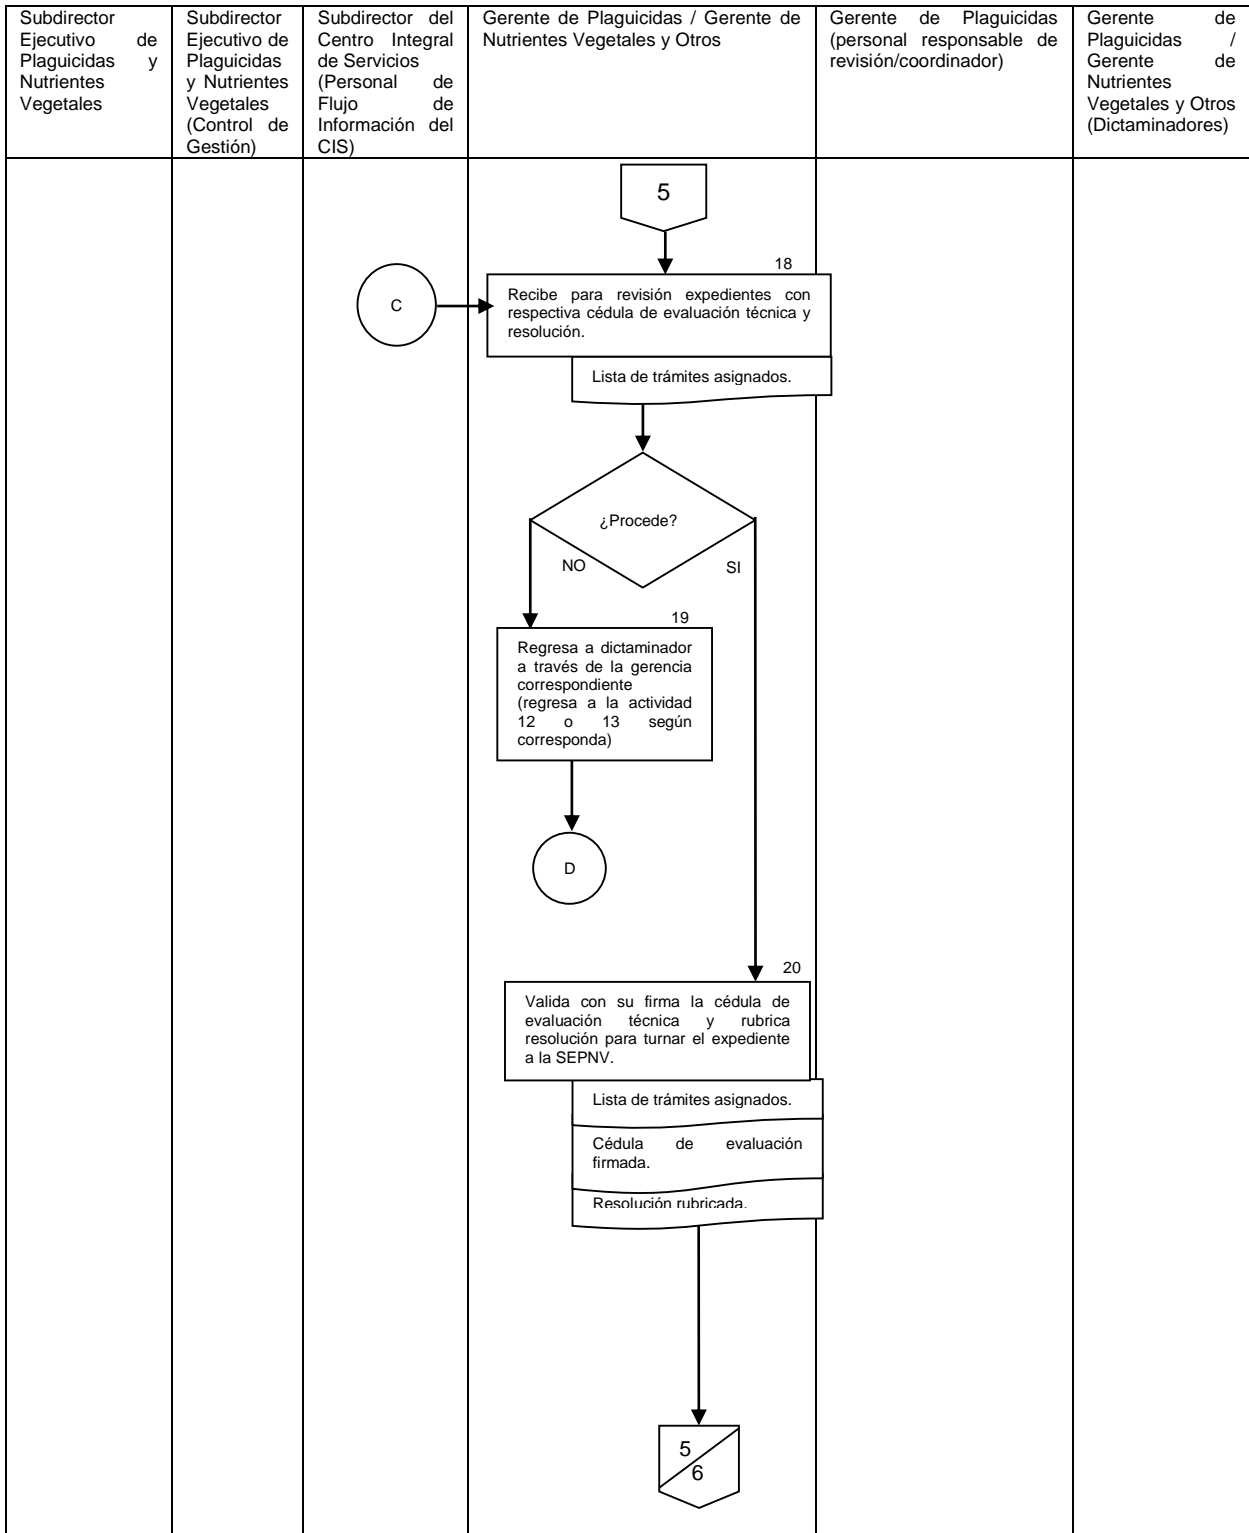 Subdirector
Ejecutivo de
Plaguicidas y
Nutrientes
Vegetales
Subdirector
Ejecutivo de
Plaguicidas
y Nutrientes
Vegetales
(Control de
Gestión)
Subdirector del
Centro Integral
de Servicios
(Personal de
Flujo de
Información del
CIS)
Gerente de Plaguicidas / Gerente de
Nutrientes Vegetales y Otros
Gerente de Plaguicidas
(personal responsable de
revisión/coordinador)
Gerente de
Plaguicidas /
Gerente de
Nutrientes
Vegetales y Otros
(Dictaminadores)
5
18
C
Recibe para revisión expedientes con
respectiva cédula de evaluación técnica y
resolución.
Lista de trámites asignados.
¿Procede?
NO
SI
19
Regresa a dictaminador
a través de la gerencia
correspondiente
(regresa a la actividad
12 o 13 según
corresponda)
D
20
Valida con su firma la cédula de
evaluación técnica y rubrica
resolución para turnar el expediente
a la SEPNV.
Lista de trámites asignados.
Cédula de evaluación
firmada.
Resolución rubricada.
5
6